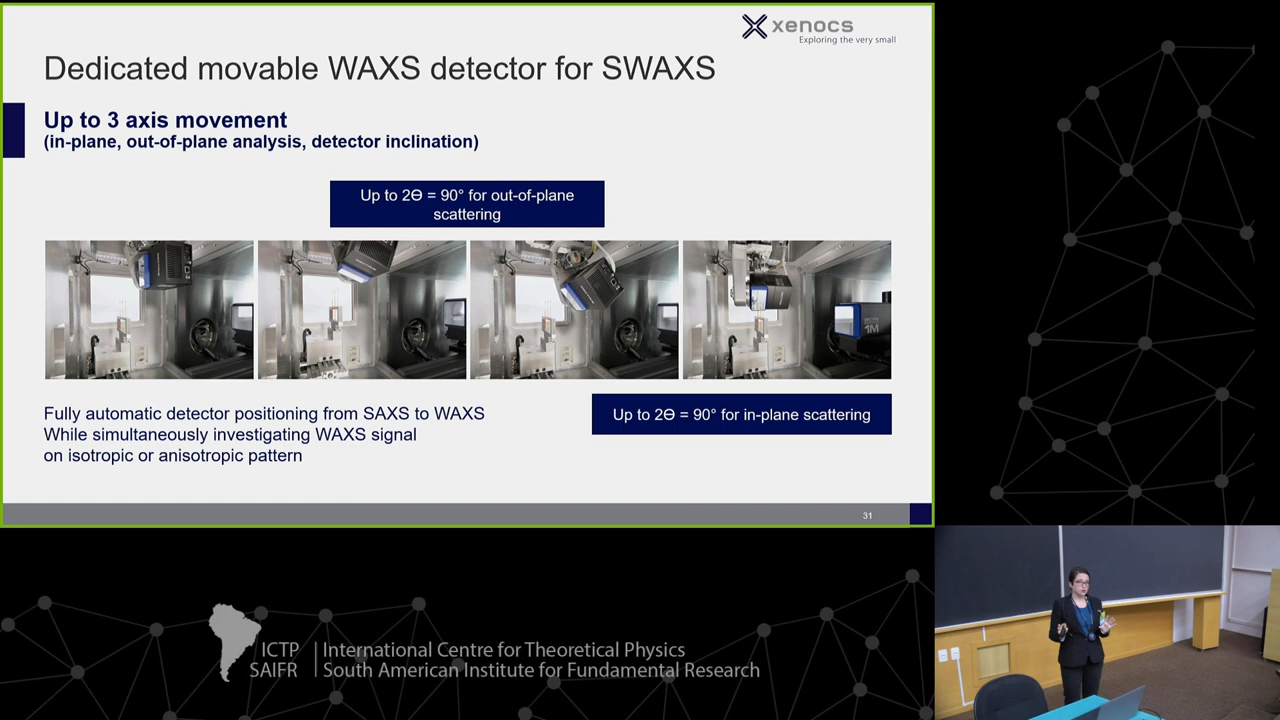 xenocs
Exploring the very small
Dedicated movable WAXS detector for SWAXS
Up to 3 axis movement
(in-plane, out-of-plane analysis, detector inclination)
Up to 2Θ = 90° for out-of-plane
scattering
1M
Up to 2Θ = 90° for in-plane scattering
Fully automatic detector positioning from SAXS to WAXS
While simultaneously investigating WAXS signal
on isotropic or anisotropic pattern
31
ICTP
SAIFR
International Centre for Theoretical Physics
South American Institute for Fundamental Research